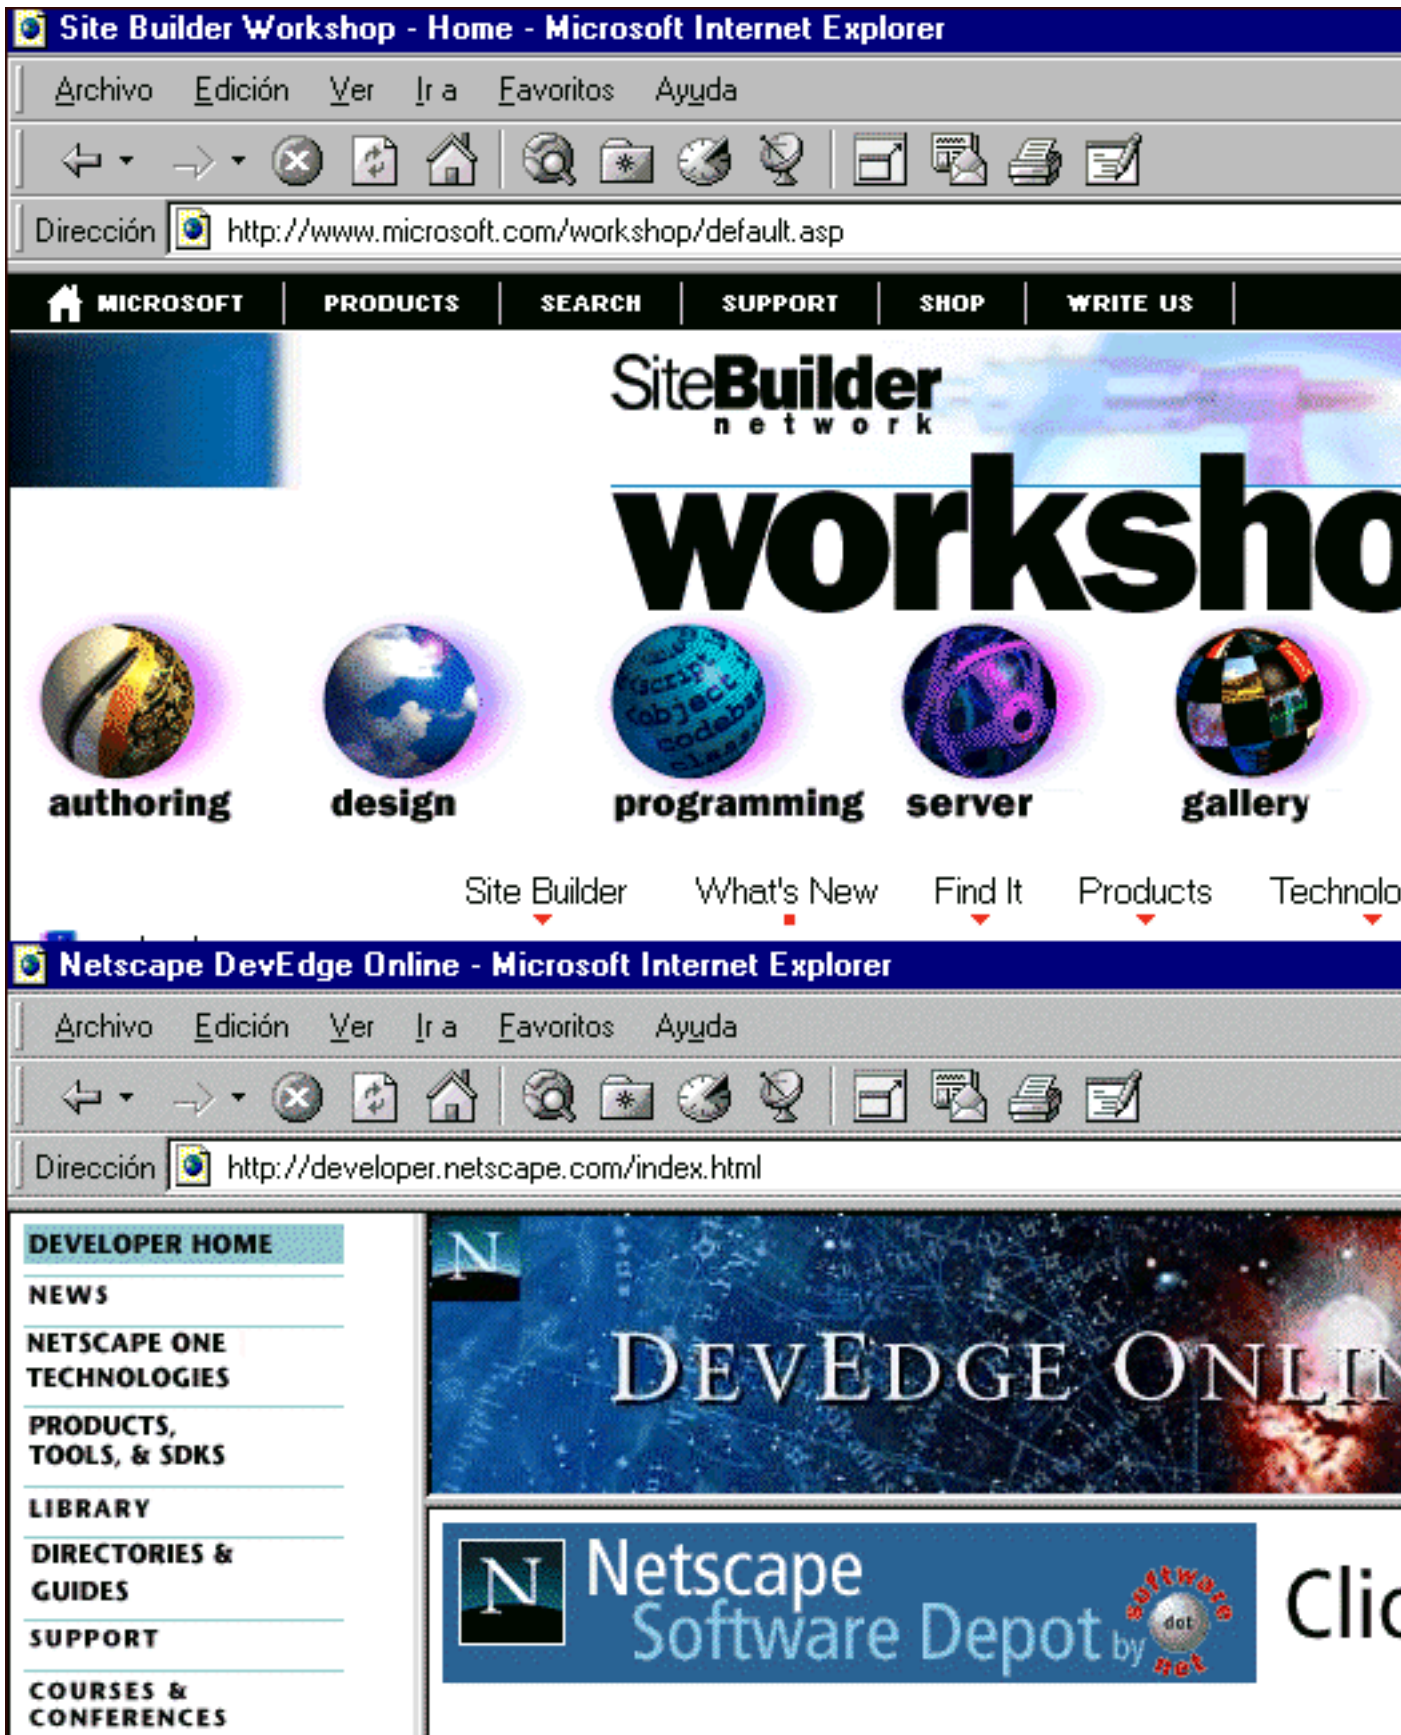 Site Builder Workshop - Home - Microsoft Internet Explorer
Archivo Edición Ver Ir a Favoritos Ayuda
Dirección http://www.microsoft.com/workshop/default.asp
MICROSOFT PRODUCTS SEARCH SUPPORT SHOP WRITE US
SiteBuilder
network
worksho
<script
<object
codeba
class
authoring design programming server gallery
Site Builder What's New Find It Products Technolo
Netscape DevEdge Online - Microsoft Internet Explorer
Archivo Edición Ver Ir a Favoritos Ayuda
Dirección http://developer.netscape.com/index.html
DEVELOPER HOME
NEWS
NETSCAPE ONE
TECHNOLOGIES
PRODUCTS,
TOOLS, & SDKS
LIBRARY
DIRECTORIES &
GUIDES
SUPPORT
COURSES &
CONFERENCES
N
DEVEDGE ONLIN
N Netscape
Software Depot by software dot net
Clic